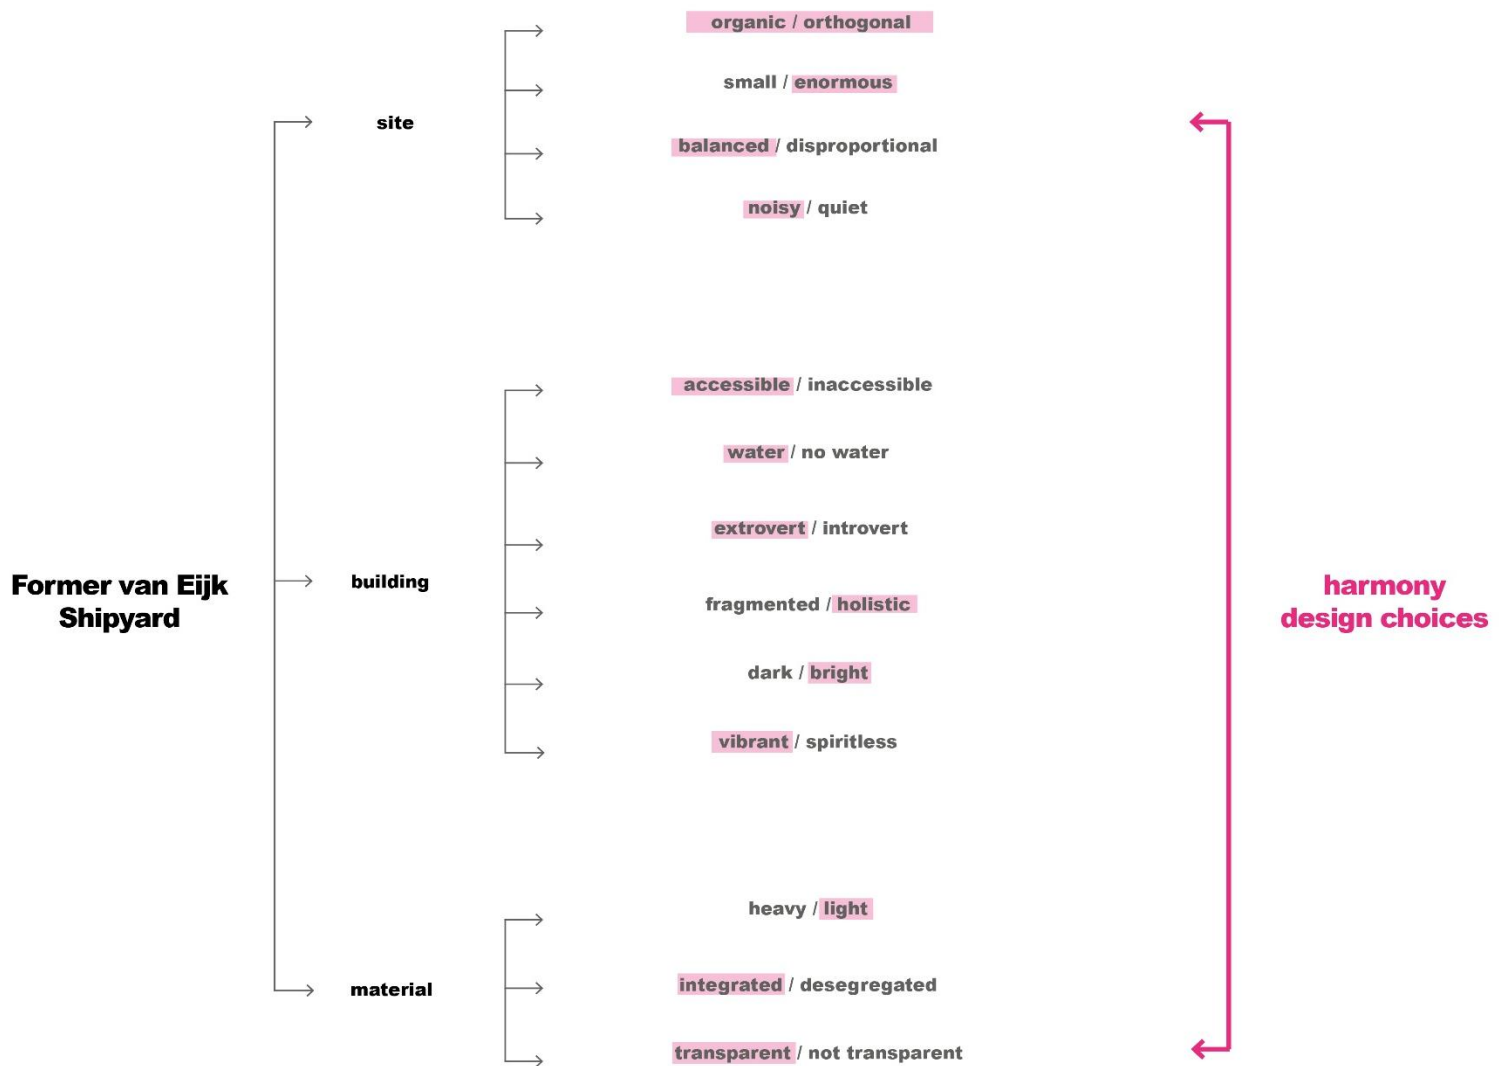 Former van Eijk
Shipyard
site
organic / orthogonal
small / enormous
balanced / disproportional
noisy / quiet
building
accessible / inaccessible
water / no water
extrovert / introvert
fragmented / holistic
dark / bright
vibrant / spiritless
material
heavy / light
integrated / desegregated
transparent / not transparent
harmony
design choices